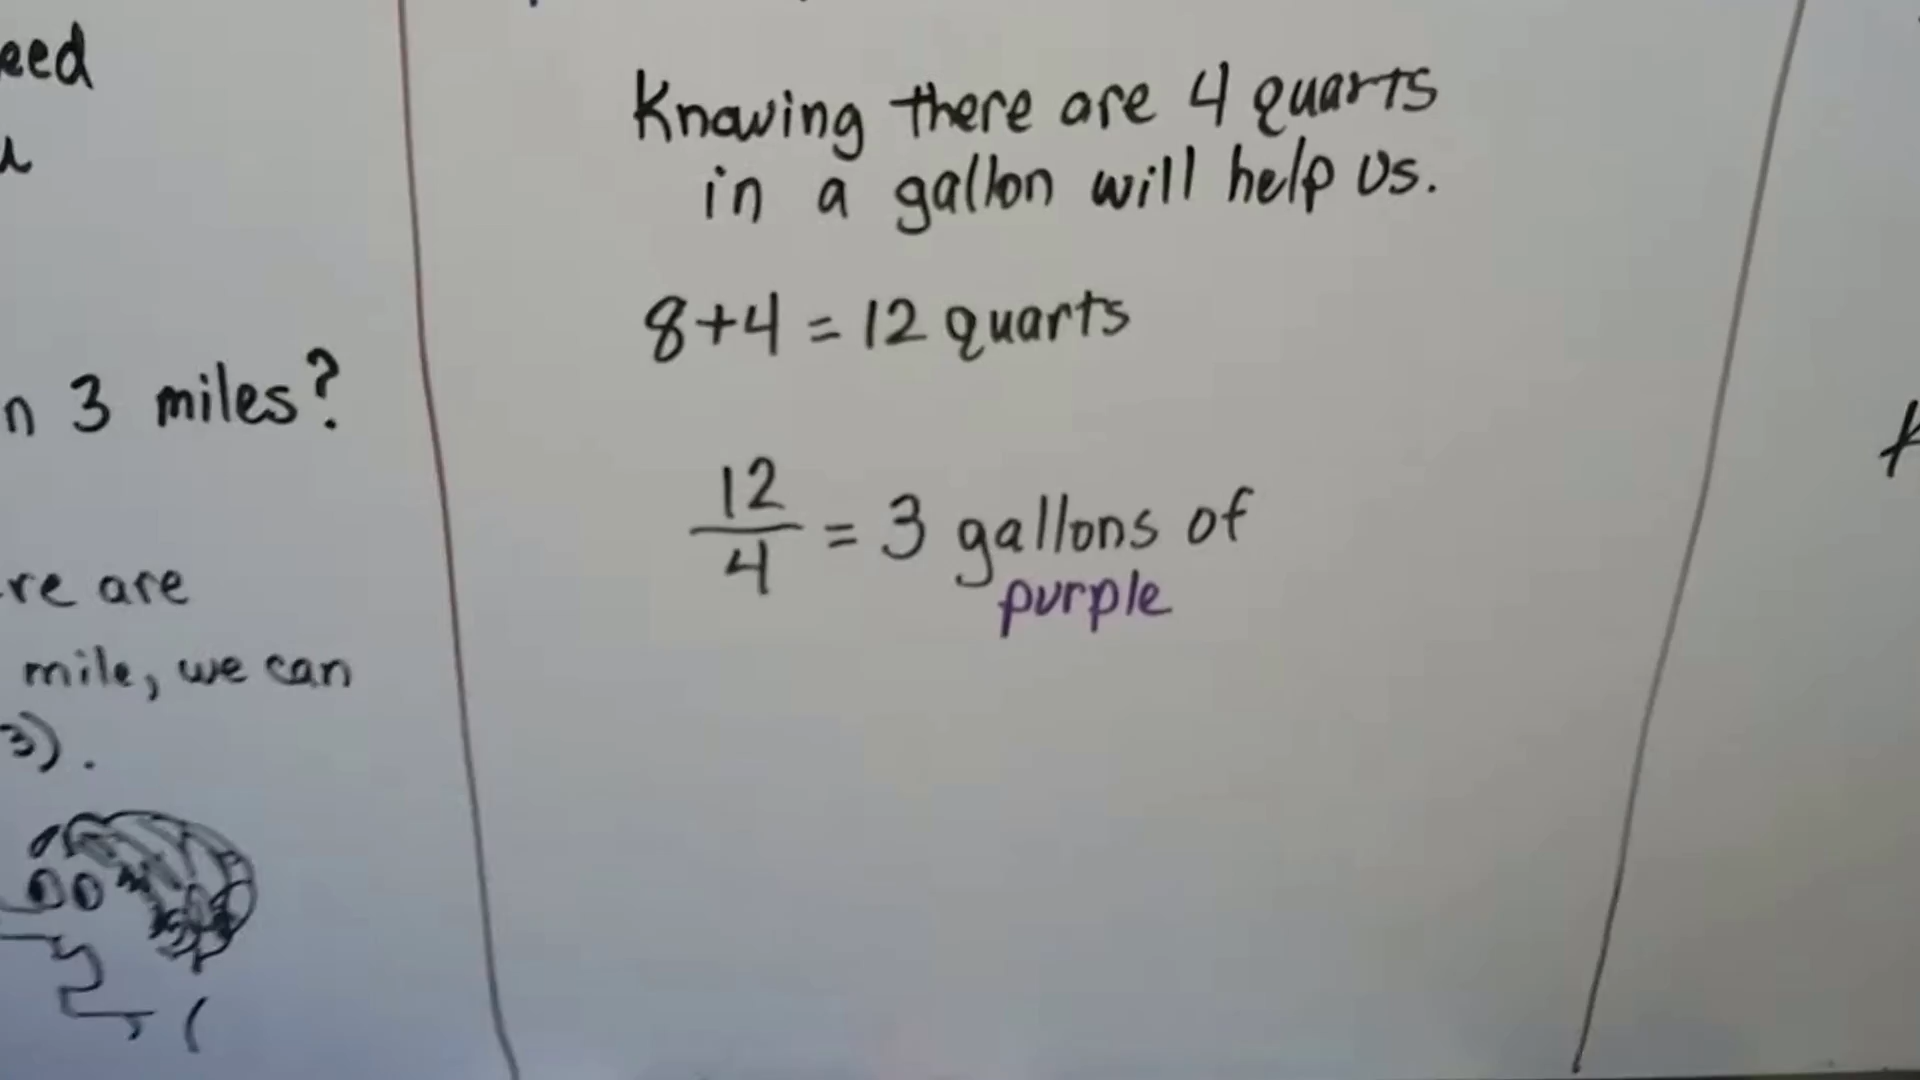 eed
n 3 miles?
re are
mile, we can
3).
Knowing there are 4 quarts
in a gallon will help us.
8+4 = 12 quarts
12
4
= 3 gallons of
purple